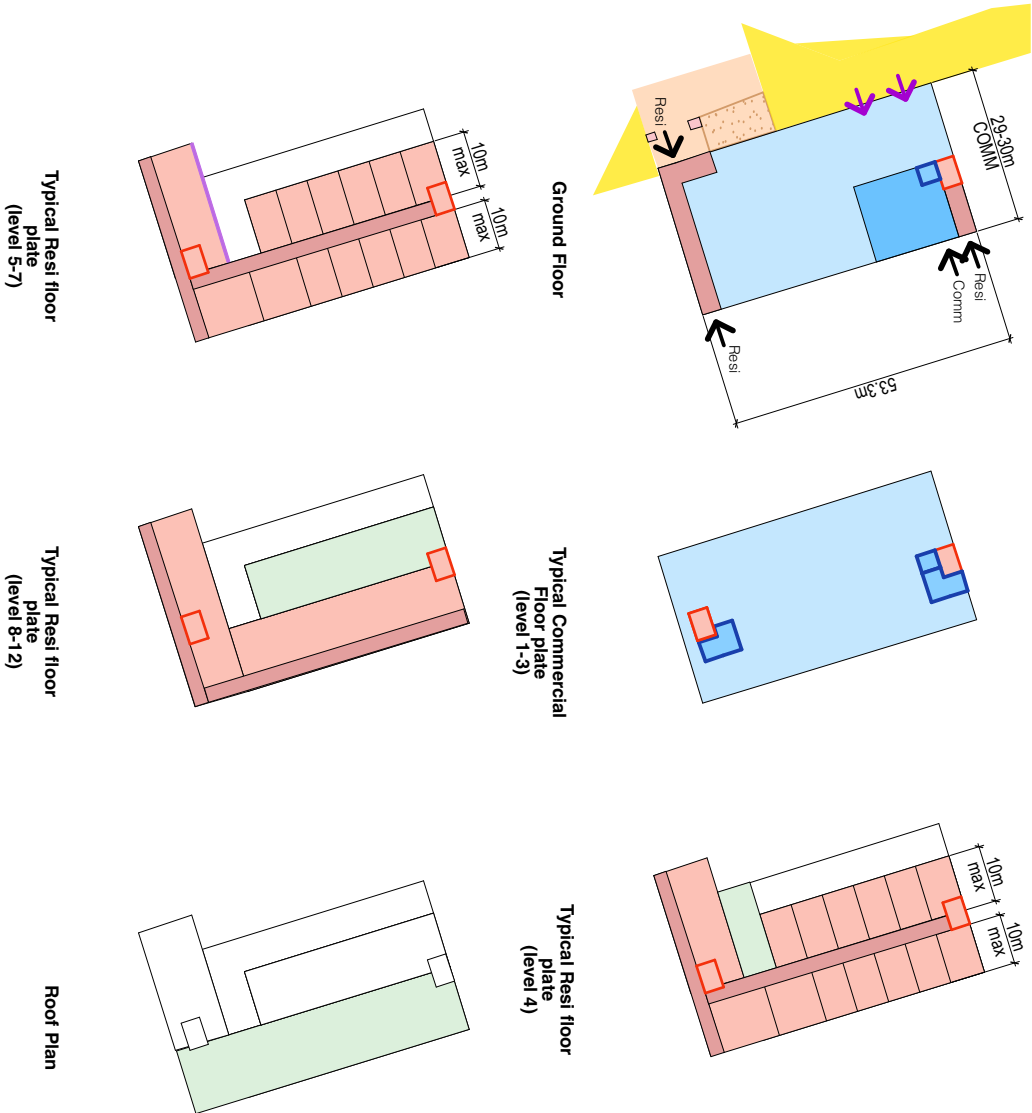 29-30m
COMM
Resi
Resi
Comm
Resi
53.3m
Ground Floor
Typical Commercial
Floor plate
(level 1-3)
10m
max
10m
max
Typical Resi floor
plate
(level 4)
10m
max
10m
max
Typical Resi floor
plate
(level 5-7)
Typical Resi floor
plate
(level 8-12)
Roof Plan